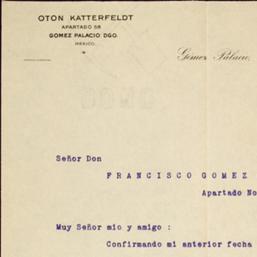 OTON KATTERFELDT
APARTADO 58
GOMEZ PALACIO, DGO.
MEXICO.
Gómez Palacio,
Señor Don
FRANCISCO GOMEZ
Apartado No
Muy Señor mio y amigo :
Confirmando mi anterior fecha